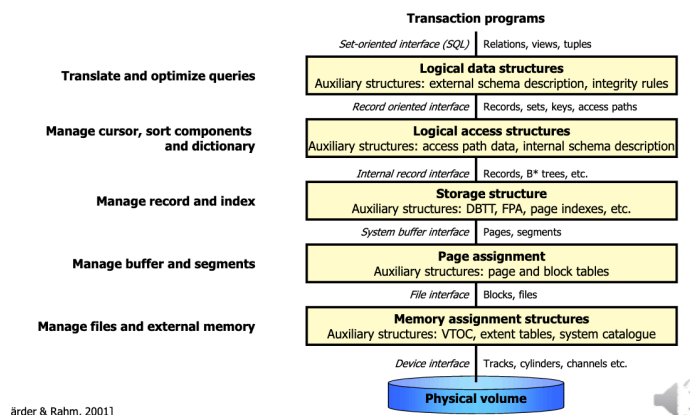 Transaction programs
Set-oriented interface (SQL) Relations, views, tuples
Translate and optimize queries
Logical data structures
Auxiliary structures: external schema description, integrity rules
Record oriented interface Records, sets, keys, access paths
Manage cursor, sort components
and dictionary
Logical access structures
Auxiliary structures: access path data, internal schema description
Internal record interface Records, B* trees, etc.
Manage record and index
Storage structure
Auxiliary structures: DBTT, FPA, page indexes, etc.
System buffer interface Pages, segments
Manage buffer and segments
Page assignment
Auxiliary structures: page and block tables
File interface Blocks, files
Manage files and external memory
Memory assignment structures
Auxiliary structures: VTOC, extent tables, system catalogue
Device interface Tracks, cylinders, channels etc.
Physical volume
ärder & Rahm, 2001]